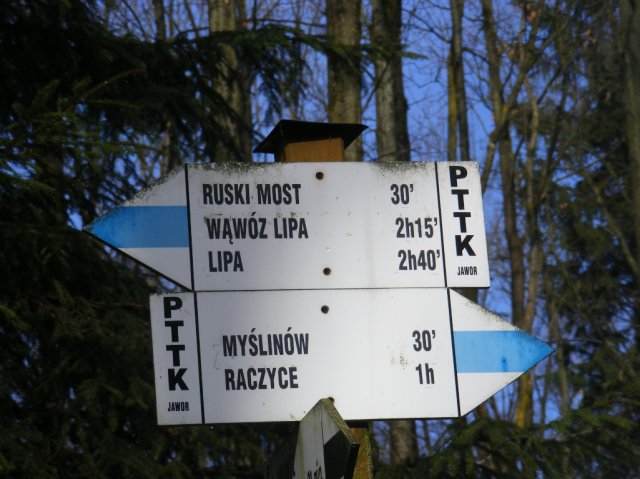 RUSKI MOST 30'
WĄWÓZ LIPA 2h15'
LIPA 2h40'
PTTK
JAWOR
PTTK
JAWOR
MYŚLINÓW 30'
RACZYCE 1h